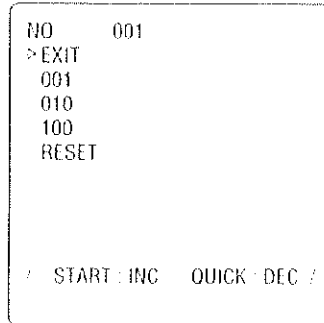 NO 001
>EXIT
001
010
100
RESET
/ START : INC QUICK : DEC /